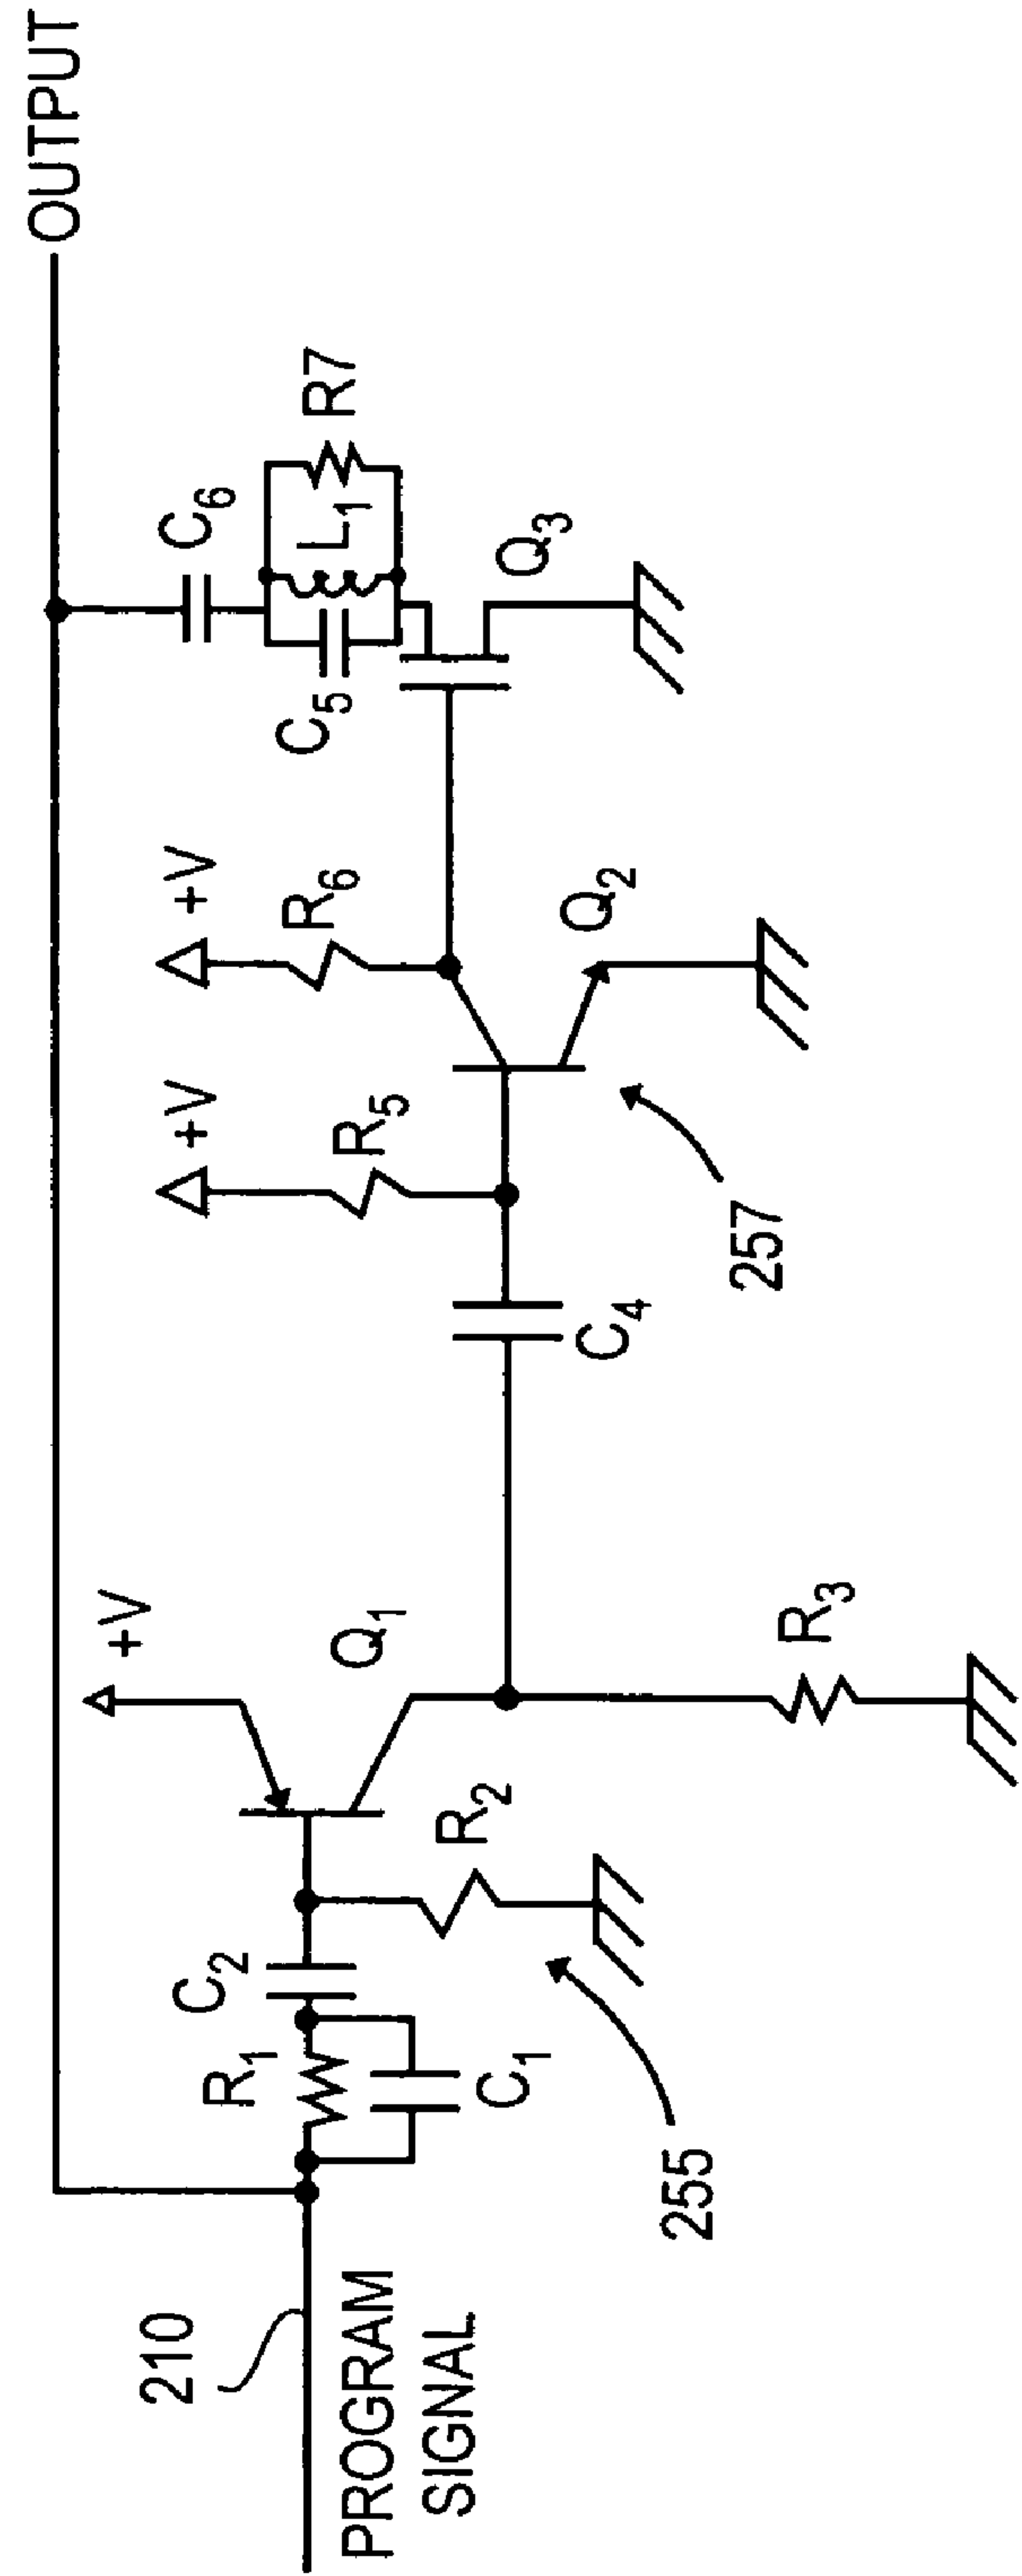 OUTPUT
C6
R7
L1
C5
Q3
+V
R6
Q2
+V
R5
257
C4
+V
Q1
R3
R2
C2
R1
C1
255
210
PROGRAM
SIGNAL